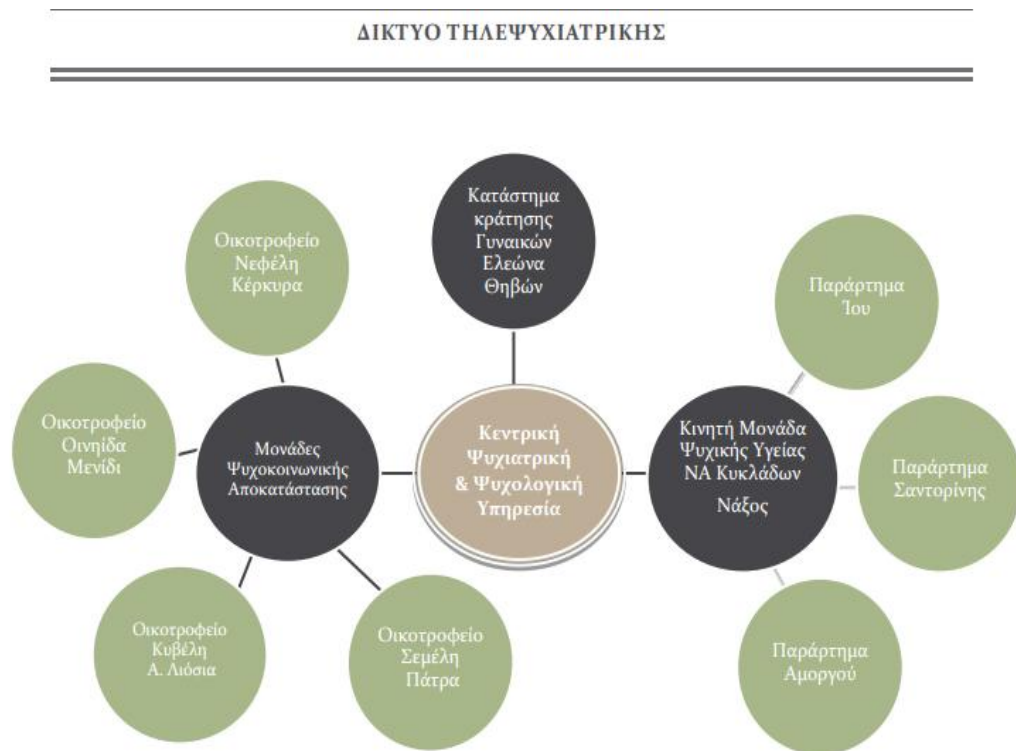 ΔΙΚΤΥΟ ΤΗΛΕΨΥΧΙΑΤΡΙΚΗΣ
Κατάστημα
κράτησης
Γυναικών
Ελεώνα
Θηβών
Οικοτροφείο
Νεφέλη
Κέρκυρα
Παράρτημα
Ίου
Οικοτροφείο
Οινηίδα
Μενίδι
Μονάδες
Ψυχοκοινωνικής
Αποκατάστασης
Κεντρική
Ψυχιατρική
& Ψυχολογική
Υπηρεσία
Κινητή Μονάδα
Ψυχικής Υγείας
ΝΑ Κυκλάδων
Νάξος
Παράρτημα
Σαντορίνης
Οικοτροφείο
Κυβέλη
Α. Λιόσια
Οικοτροφείο
Σεμέλη
Πάτρα
Παράρτημα
Αμοργού